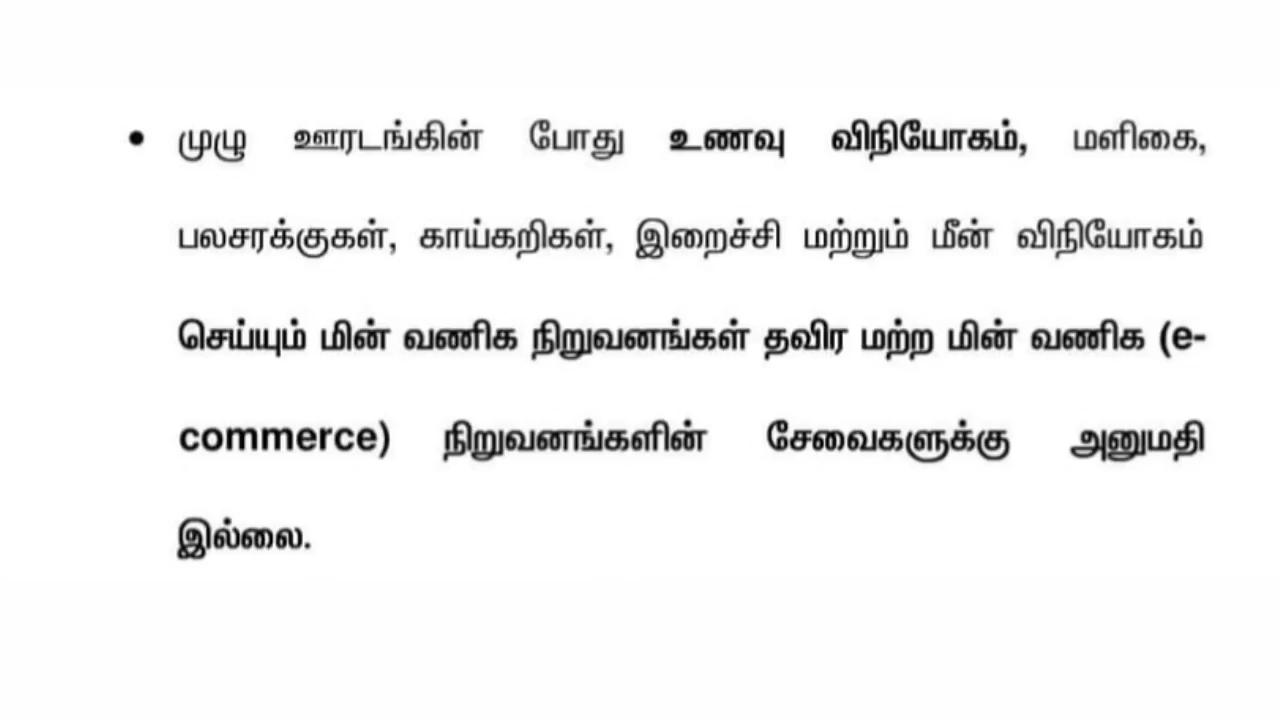 • முழு ஊரடங்கின் போது உணவு விநியோகம், மளிகை,
பலசரக்குகள், காய்கறிகள், இறைச்சி மற்றும் மீன் விநியோகம்
செய்யும் மின் வணிக நிறுவனங்கள் தவிர மற்ற மின் வணிக (e-
commerce) நிறுவனங்களின் சேவைகளுக்கு அனுமதி
இல்லை.